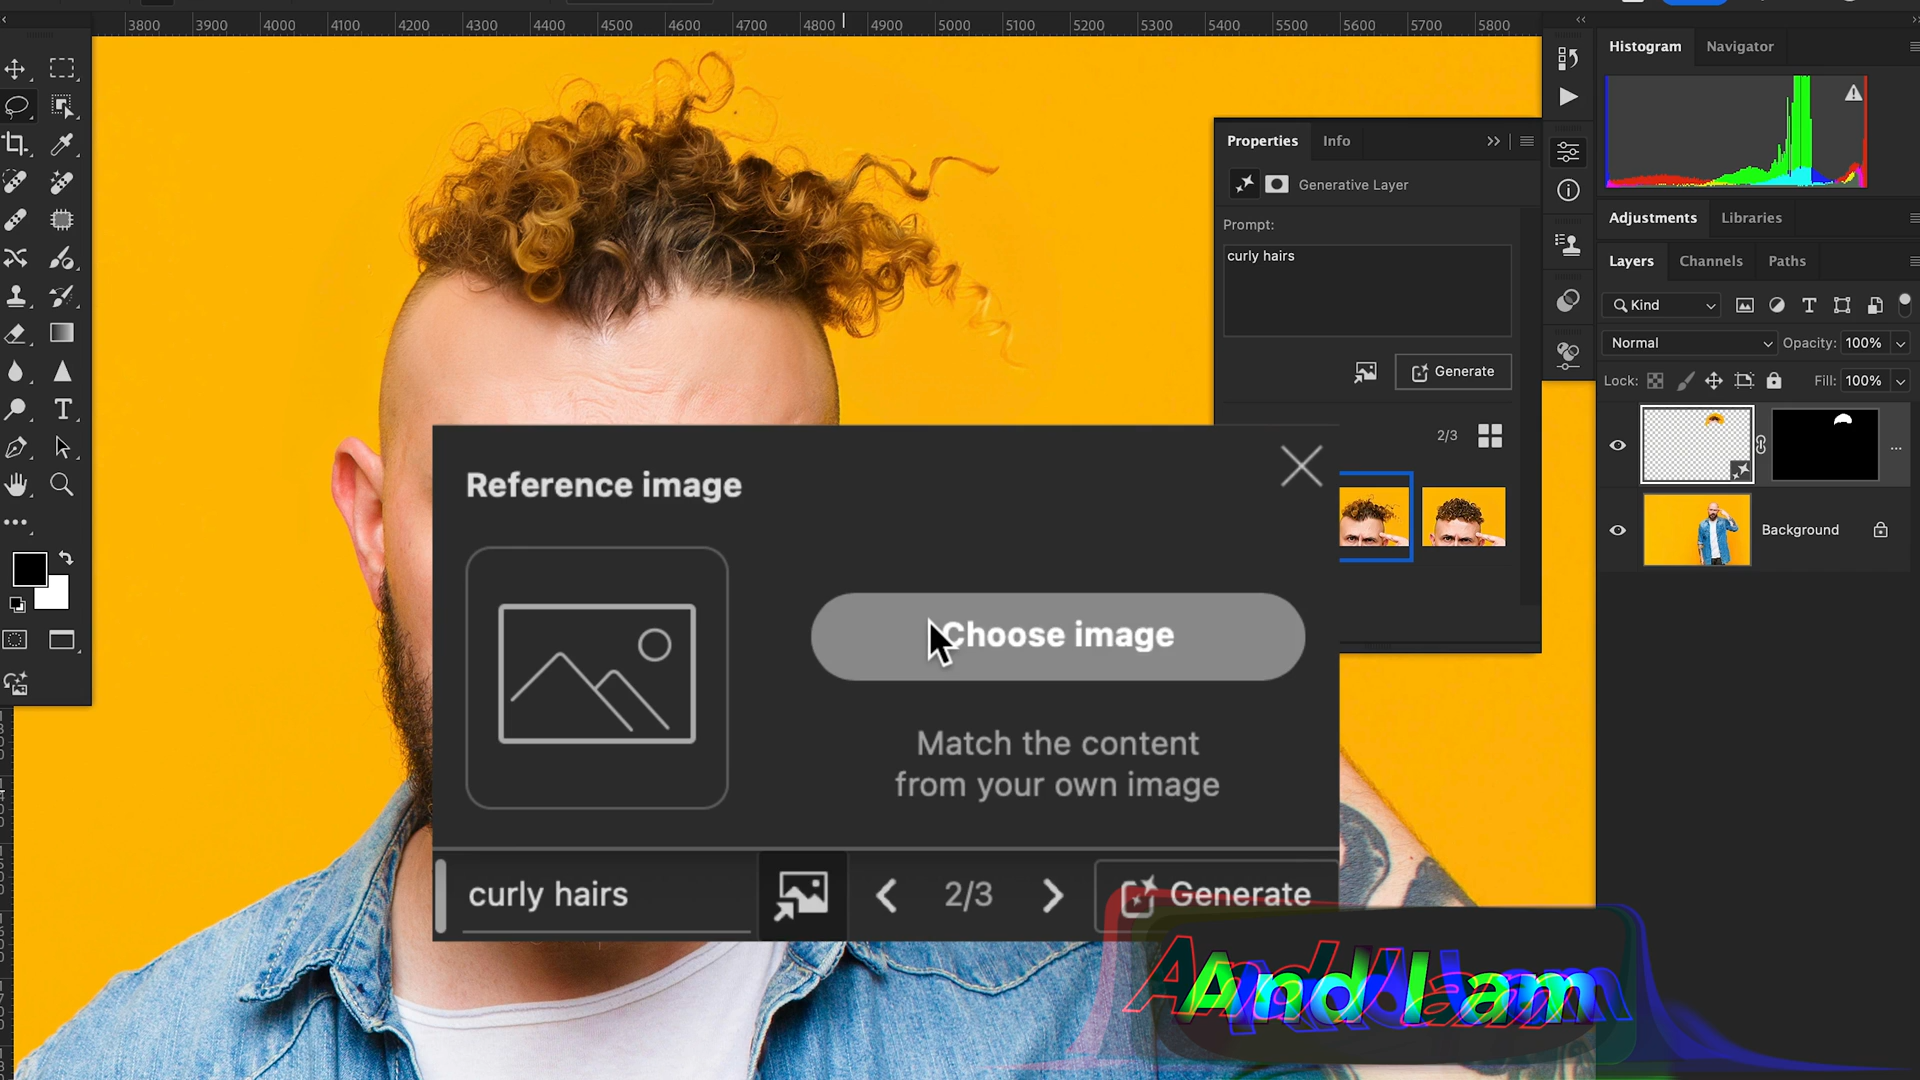 3800 3900 4000 4100 4200 4300 4400 4500 4600 4700 4800 4900 5000 5100 5200 5300 5400 5500 5600 5700 5800
Histogram Navigator
Properties Info
Generative Layer
Prompt:
curly hairs
Generate
2/3
Adjustments Libraries
Layers Channels Paths
Kind
Normal Opacity: 100%
Lock: Fill: 100%
...
Background
Reference image
Choose image
Match the content
from your own image
curly hairs
2/3
Generate
And I am